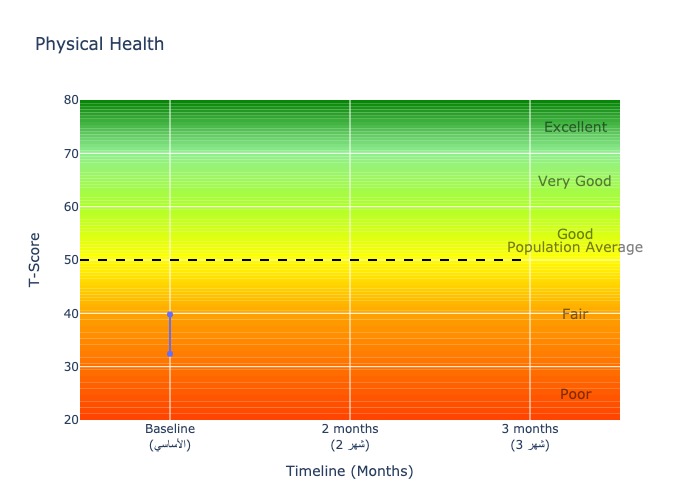 Physical Health
80
Excellent
70
Very Good
60
Good
Population Average
50
T-Score
40
Fair
30
Poor
20
Baseline
(الأساسي)
2 months
(2 شهر)
3 months
(3 شهر)
Timeline (Months)